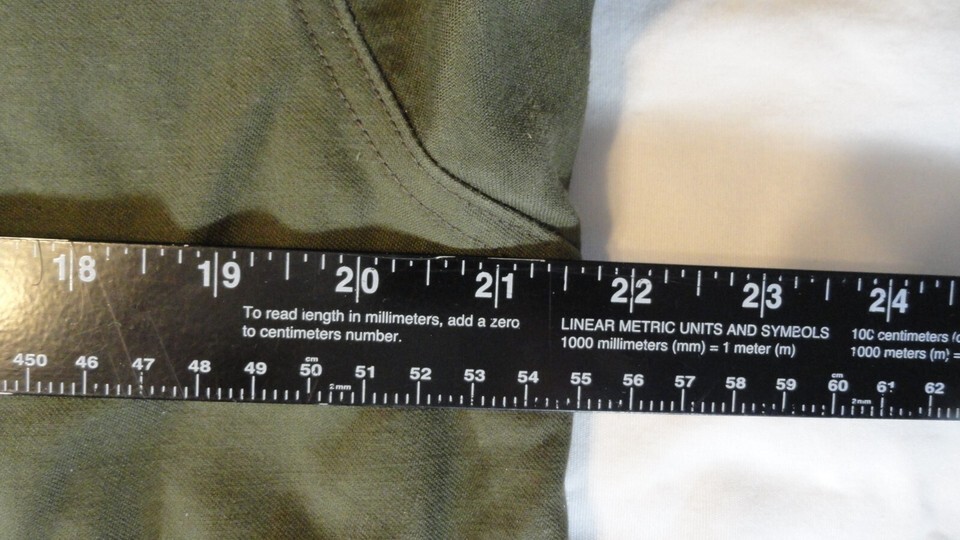 18 19 20 21 22 23 24
To read length in millimeters, add a zero
to centimeters number.
LINEAR METRIC UNITS AND SYMBOLS
1000 millimeters (mm) = 1 meter (m)
100 centimeters (c
1000 meters (m) =
450 46 47 48 49 50 51 52 53 54 55 56 57 58 59 60 61 62
cm
2mm
cm
2mm